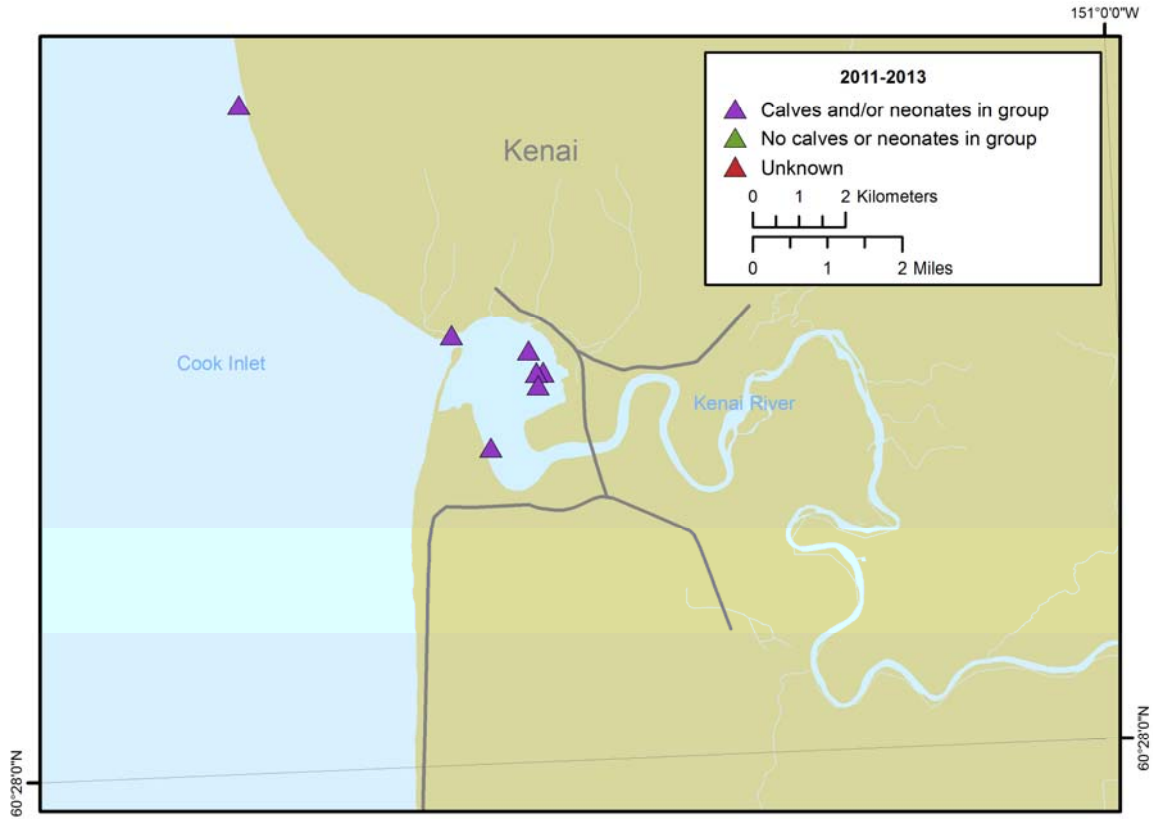 151°0'0"W
2011-2013
Calves and/or neonates in group
No calves or neonates in group
Unknown
0 1 2 Kilometers
0 1 2 Miles
Kenai
Cook Inlet
Kenai River
60°28'0"N
60°28'0"N